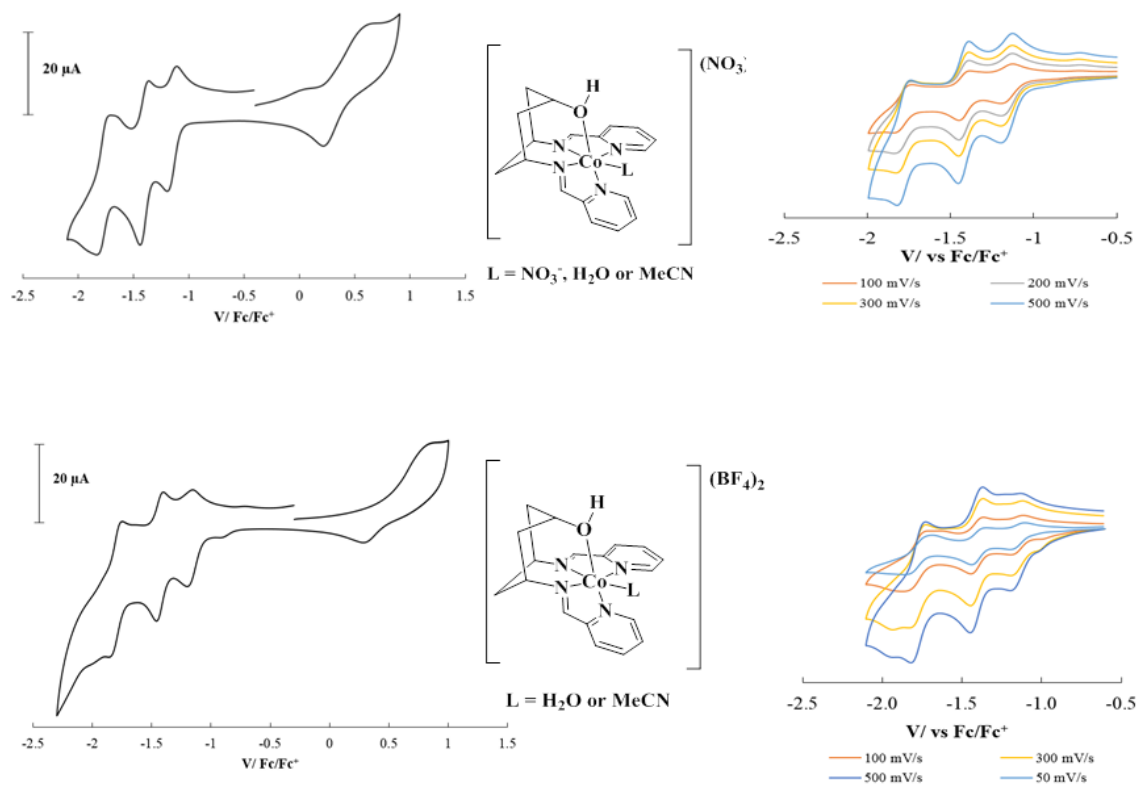 20 µA
-2.5 -2 -1.5 -1 -0.5 0 0.5 1 1.5
V/ Fc/Fc⁺
(NO₃)
H
O
N N
Co
N L
N
L = NO₃⁻, H₂O or MeCN
-2.5 -2 -1.5 -1 -0.5
V/ vs Fc/Fc⁺
100 mV/s 200 mV/s
300 mV/s 500 mV/s
20 µA
-2.5 -2 -1.5 -1 -0.5 0 0.5 1 1.5
V/ Fc/Fc⁺
(BF₄)₂
H
O
N N
Co
N L
N
L = H₂O or MeCN
-2.5 -2.0 -1.5 -1.0 -0.5
V/ vs Fc/Fc⁺
100 mV/s 300 mV/s
500 mV/s 50 mV/s